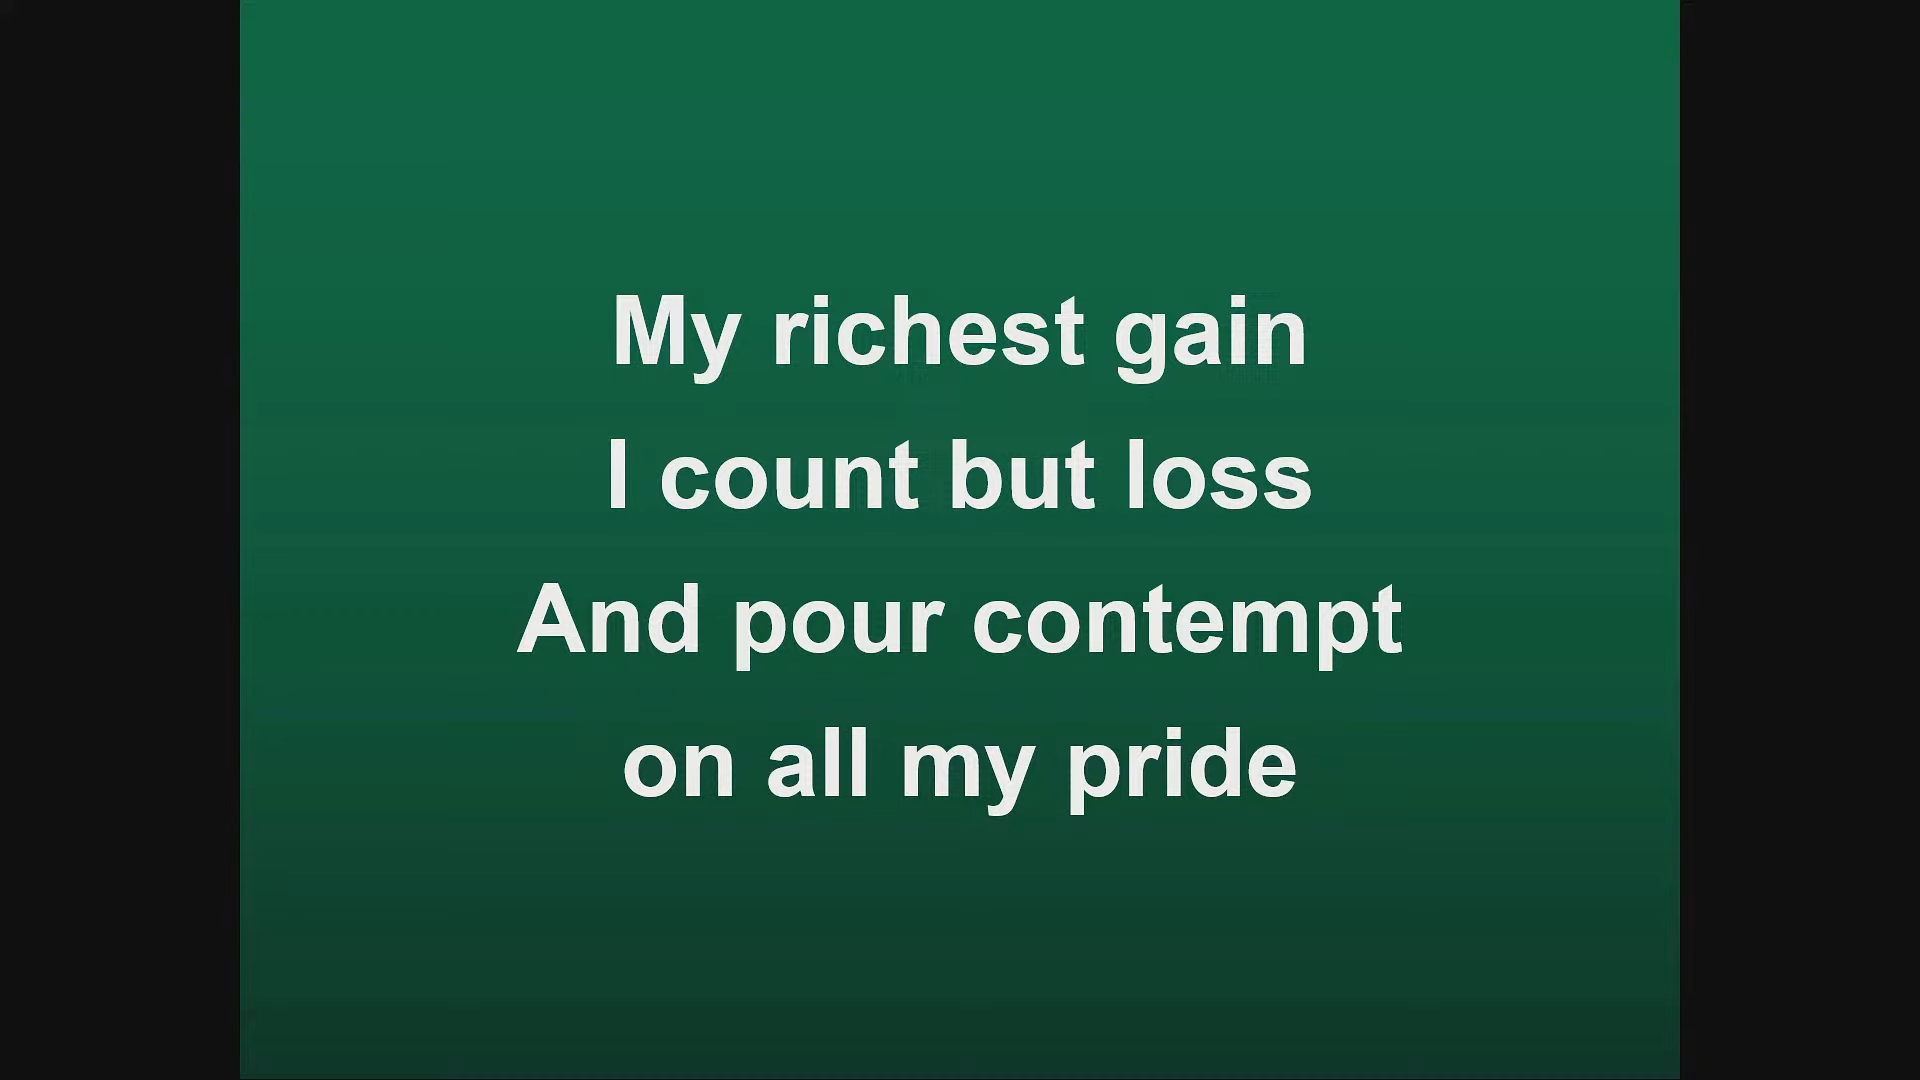 My richest gain
I count but loss
And pour contempt
on all my pride